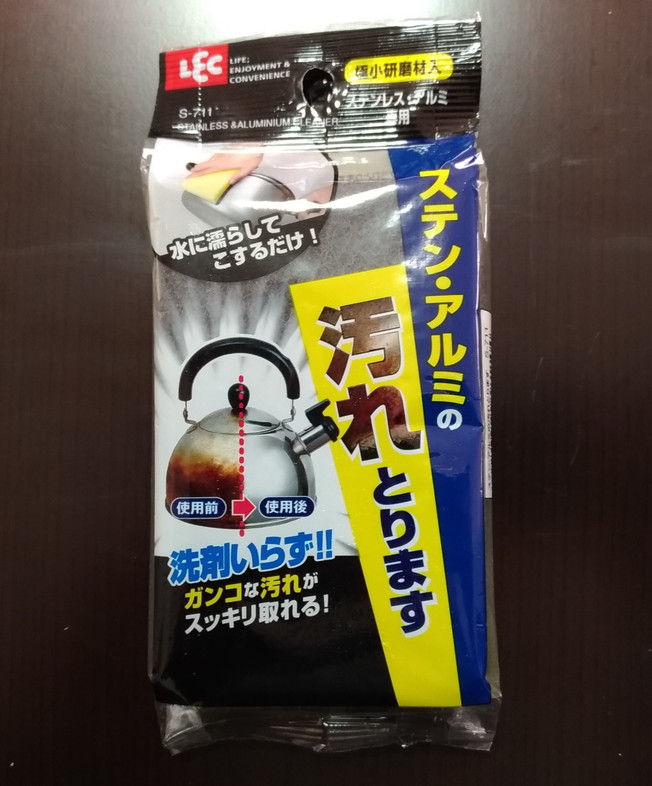 LEC
LIFE,
ENJOYMENT &
CONVENIENCE
極小研磨材入
S-711
STAINLESS &ALUMINIUM CLEANER
ステンレス・アルミ
専用
水に濡らして
こするだけ!
ステン・アルミの
汚れとります
使用前
使用後
洗剤いらず!!
ガンコな汚れが
スッキリ取れる!